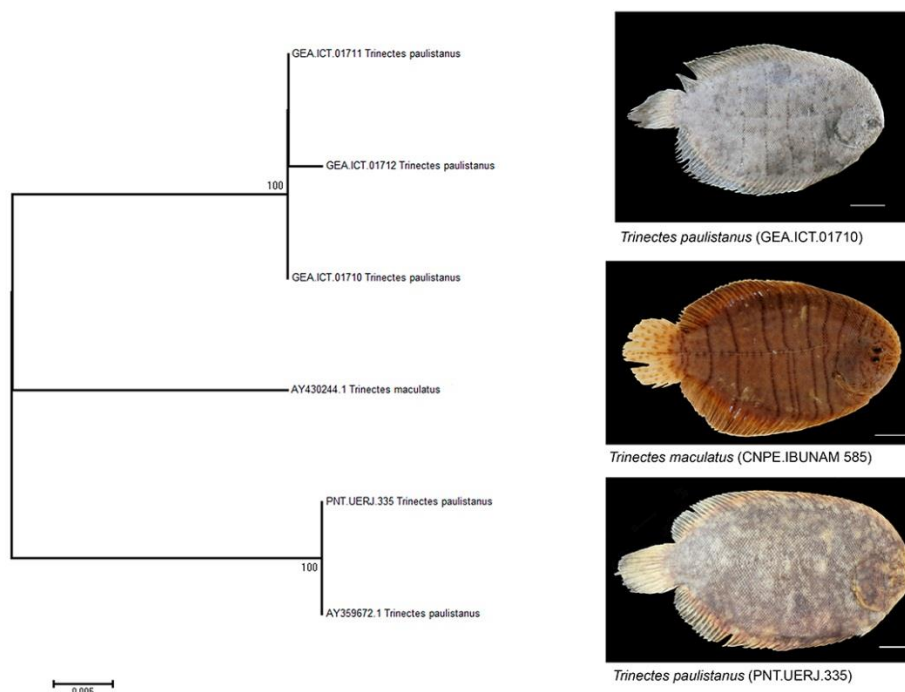 GEA.ICT.01711 Trinectes paulistanus
GEA.ICT.01712 Trinectes paulistanus
100
GEA.ICT.01710 Trinectes paulistanus
AY430244.1 Trinectes maculatus
PNT.UERJ.335 Trinectes paulistanus
100
AY359672.1 Trinectes paulistanus
0.005
Trinectes paulistanus (GEA.ICT.01710)
Trinectes maculatus (CNPE.IBUNAM 585)
Trinectes paulistanus (PNT.UERJ.335)